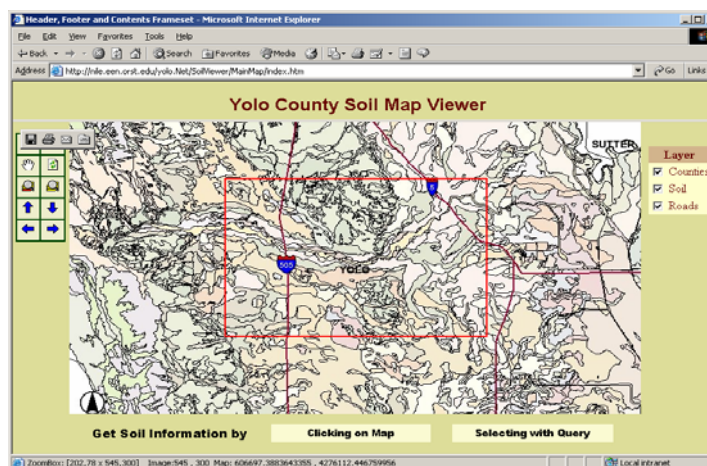 Header, Footer and Contents Frameset - Microsoft Internet Explorer
File Edit View Favorites Tools Help
Back Search Favorites Media
Address http://nile.een.orst.edu/yolo.Net/SoilViewer/MainMap/index.htm Go Links
Yolo County Soil Map Viewer
SUTTER
Layer
Counties
Soil
Roads
5
505
YOLO
Get Soil Information by Clicking on Map Selecting with Query
ZoomBox: [202,78 x 545,300] Image:545 , 300 Map: 606697.3883643355 , 4276112.446759956 Local intranet